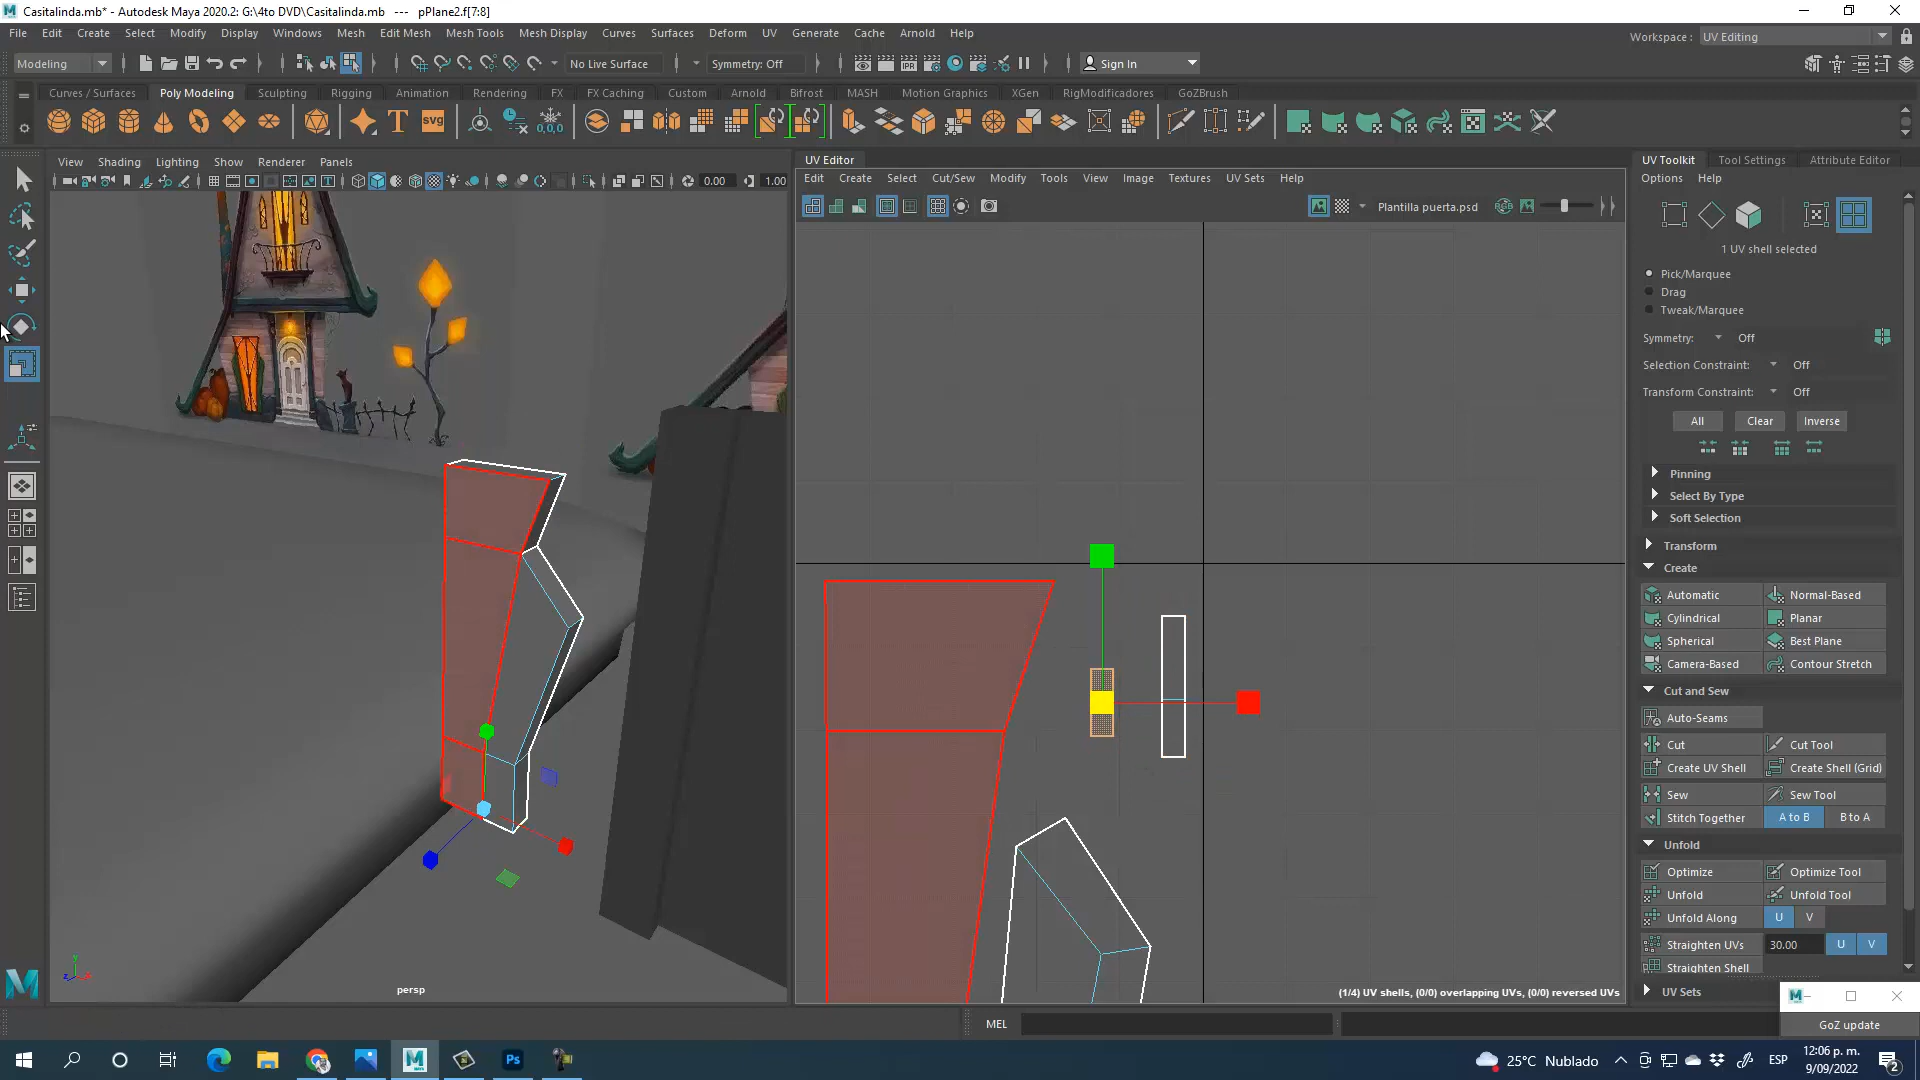 Casitalinda.mb* - Autodesk Maya 2020.2: G:\4to DVD\Casitalinda.mb --- pPlane2.f[7:8]
File Edit Create Select Modify Display Windows Mesh Edit Mesh Mesh Tools Mesh Display Curves Surfaces Deform UV Generate Cache Arnold Help
Workspace : UV Editing
Modeling No Live Surface Symmetry: Off Sign In
Curves / Surfaces Poly Modeling Sculpting Rigging Animation Rendering FX FX Caching Custom Arnold Bifrost MASH Motion Graphics XGen RigModificadores GoZBrush
View Shading Lighting Show Renderer Panels
0.00 1.00
persp
UV Editor
Edit Create Select Cut/Sew Modify Tools View Image Textures UV Sets Help
Plantilla puerta.psd
(1/4) UV shells, (0/0) overlapping UVs, (0/0) reversed UVs
UV Toolkit Tool Settings Attribute Editor
Options Help
1 UV shell selected
Pick/Marquee
Drag
Tweak/Marquee
Symmetry: Off
Selection Constraint: Off
Transform Constraint: Off
All Clear Inverse
Pinning
Select By Type
Soft Selection
Transform
Create
Automatic Normal-Based
Cylindrical Planar
Spherical Best Plane
Camera-Based Contour Stretch
Cut and Sew
Auto-Seams
Cut Cut Tool
Create UV Shell Create Shell (Grid)
Sew Sew Tool
Stitch Together A to B B to A
Unfold
Optimize Optimize Tool
Unfold Unfold Tool
Unfold Along U V
Straighten UVs 30.00 U V
Straighten Shell
UV Sets
MEL
GoZ update
25°C Nublado ESP 12:06 p. m.
9/09/2022
2